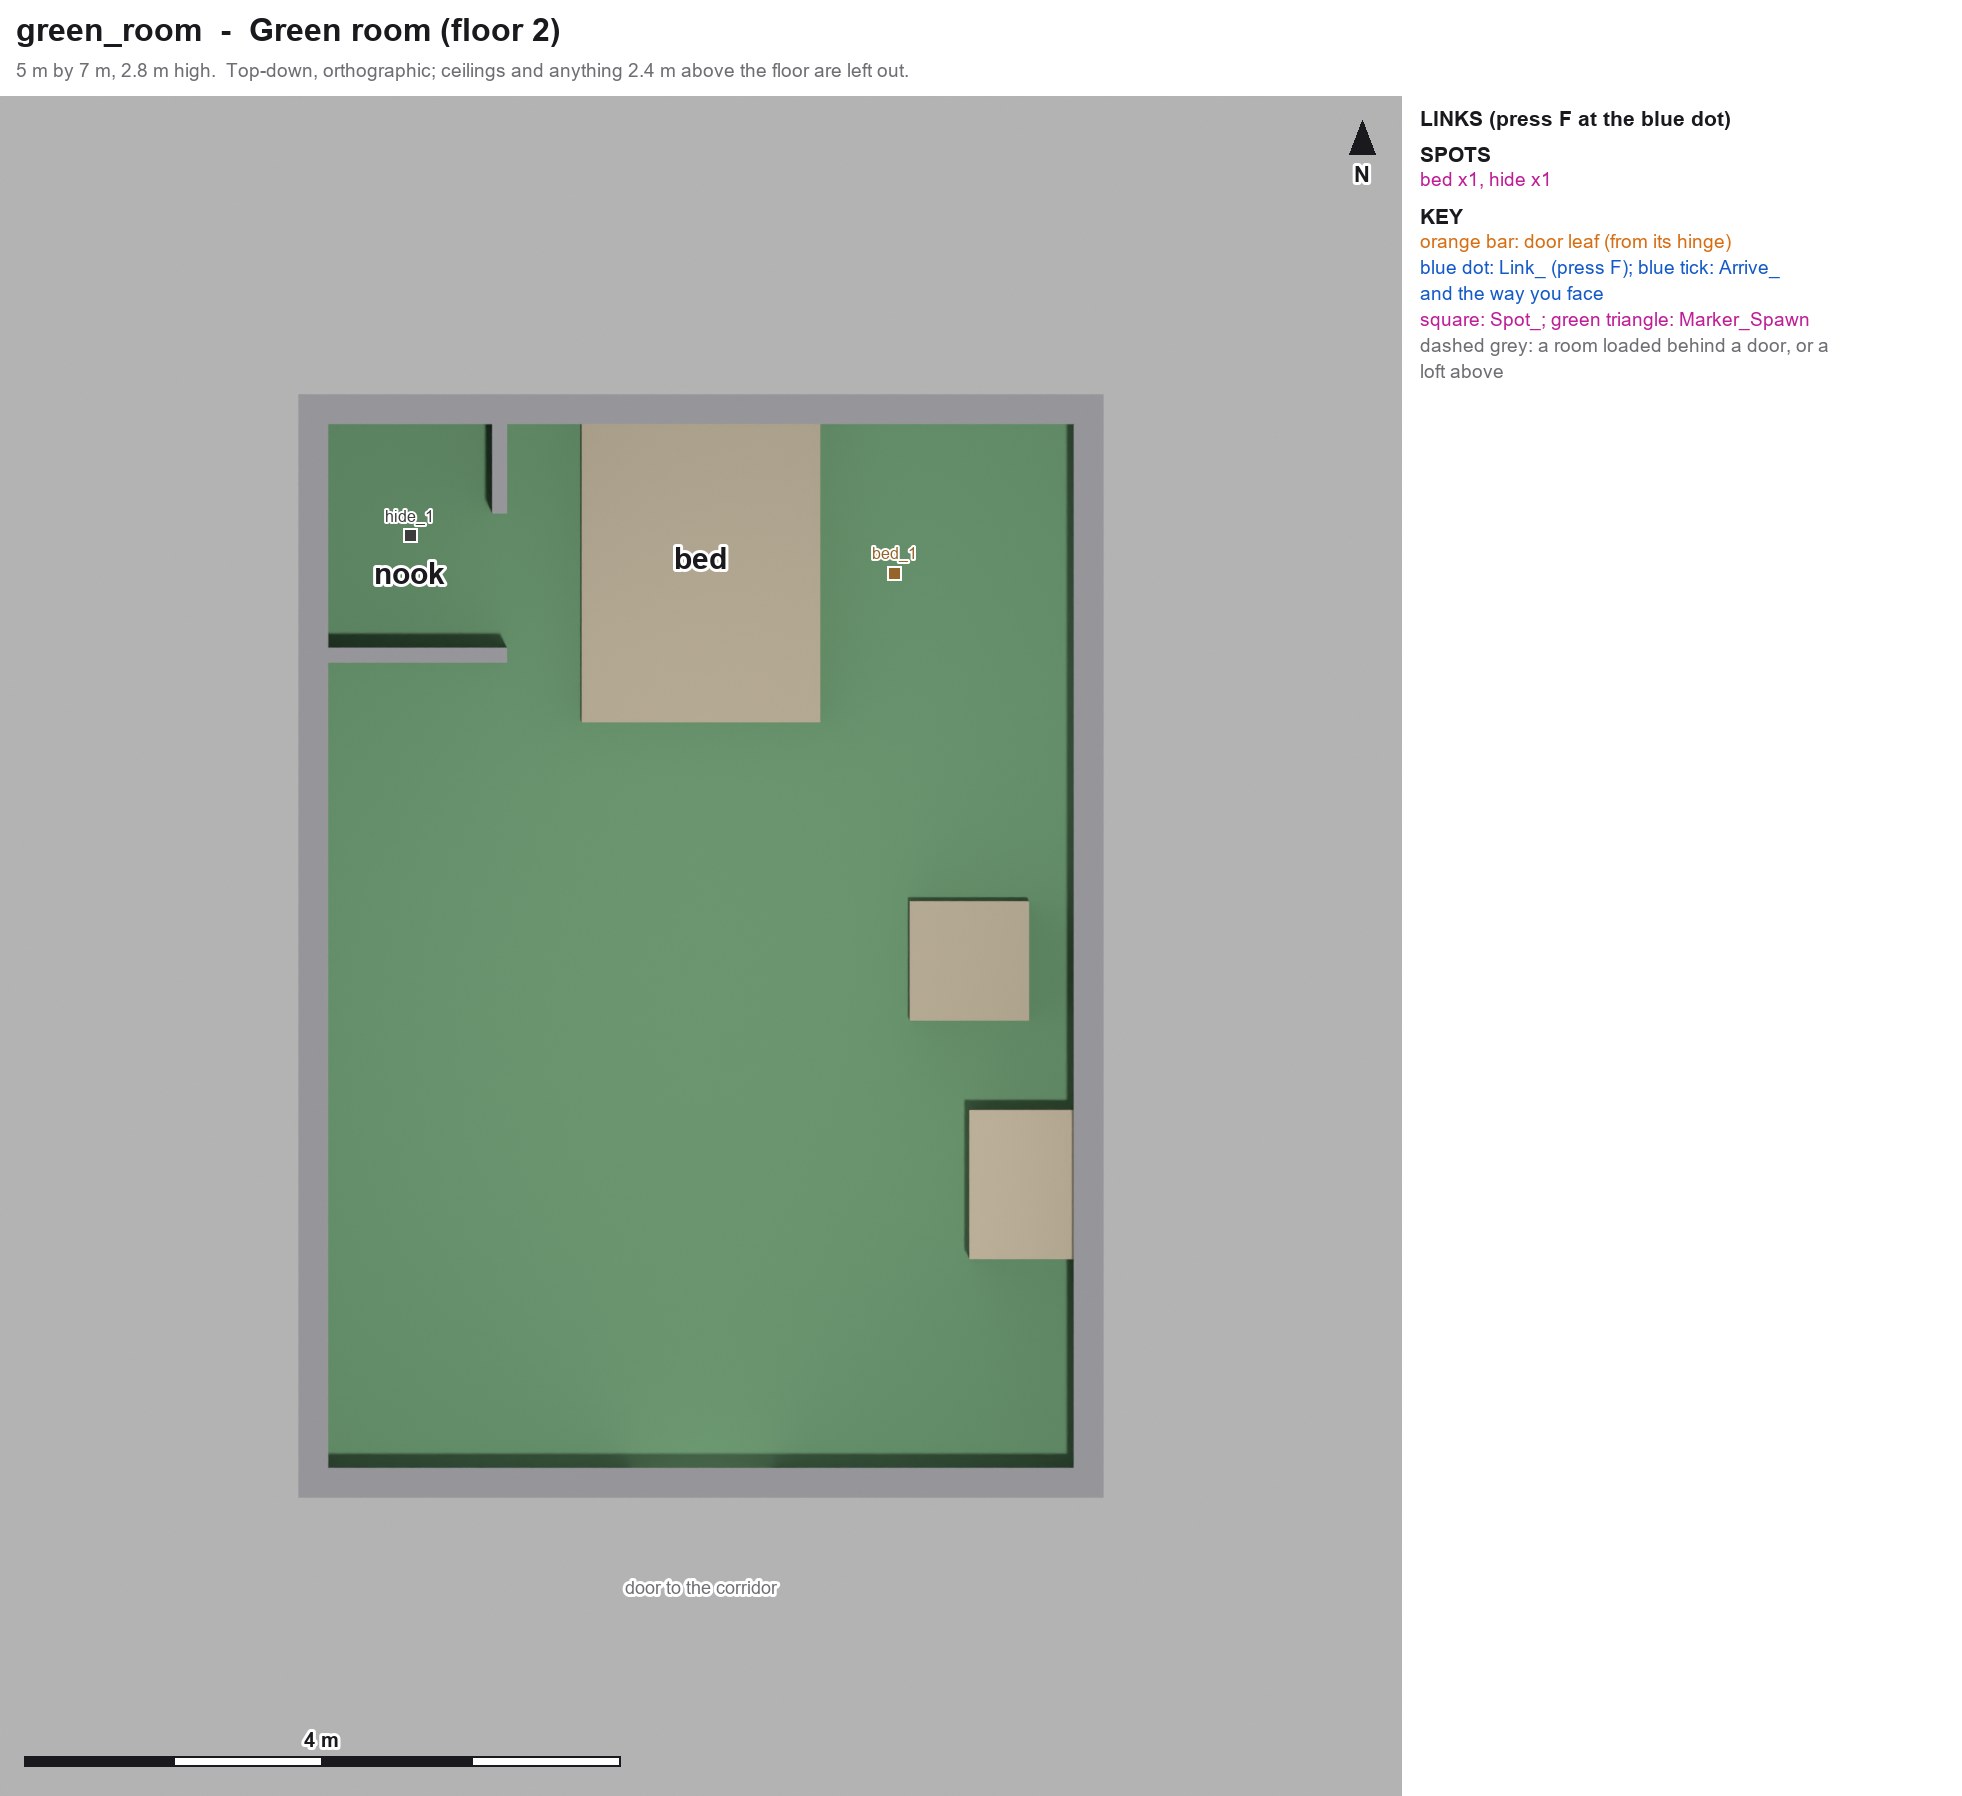 green_room  -  Green room (floor 2)
5 m by 7 m, 2.8 m high.  Top-down, orthographic; ceilings and anything 2.4 m above the floor are left out.
N
hide_1
nook
bed
bed_1
door to the corridor
4 m
LINKS (press F at the blue dot)
SPOTS
bed x1, hide x1
KEY
orange bar: door leaf (from its hinge)
blue dot: Link_ (press F); blue tick: Arrive_
and the way you face
square: Spot_; green triangle: Marker_Spawn
dashed grey: a room loaded behind a door, or a
loft above